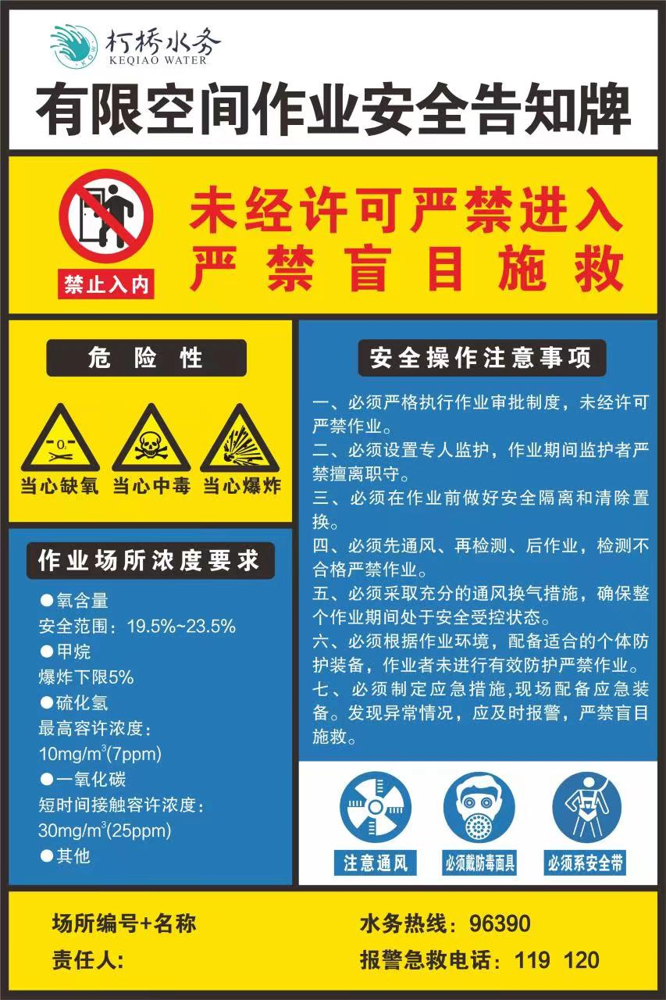 柯桥水务
KEQIAO WATER
KQW
有限空间作业安全告知牌
禁止入内
未经许可严禁进入
严禁盲目施救
危险性
O₂
当心缺氧 当心中毒 当心爆炸
作业场所浓度要求
●氧含量
安全范围：19.5%~23.5%
●甲烷
爆炸下限5%
●硫化氢
最高容许浓度：
10mg/m³(7ppm)
●一氧化碳
短时间接触容许浓度：
30mg/m³(25ppm)
●其他
安全操作注意事项
一、必须严格执行作业审批制度，未经许可
严禁作业。
二、必须设置专人监护，作业期间监护者严
禁擅离职守。
三、必须在作业前做好安全隔离和清除置
换。
四、必须先通风、再检测、后作业，检测不
合格严禁作业。
五、必须采取充分的通风换气措施，确保整
个作业期间处于安全受控状态。
六、必须根据作业环境，配备适合的个体防
护装备，作业者未进行有效防护严禁作业。
七、必须制定应急措施,现场配备应急装
备。发现异常情况，应及时报警，严禁盲目
施救。
注意通风 必须戴防毒面具 必须系安全带
场所编号+名称
责任人:
水务热线：96390
报警急救电话：119 120